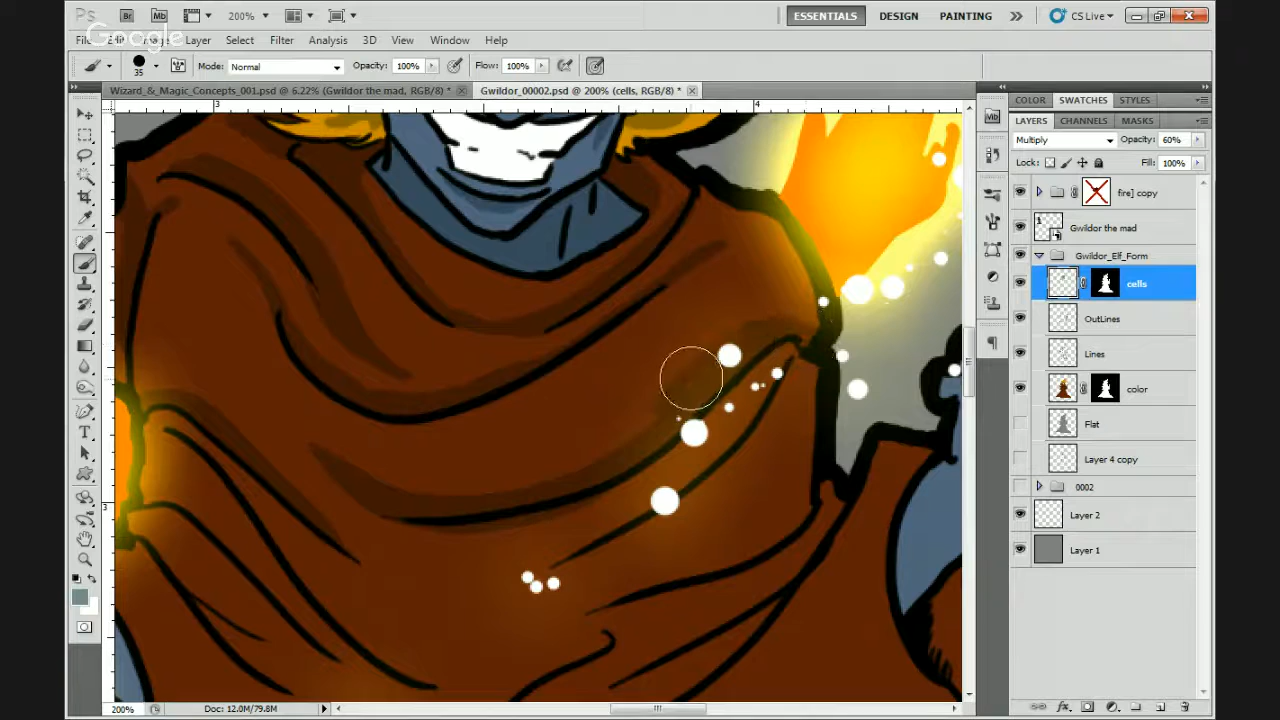 Ps Br Mb 200% ESSENTIALS DESIGN PAINTING CS Live
Google
File Edit Image Layer Select Filter Analysis 3D View Window Help
35 Mode: Normal Opacity: 100% Flow: 100%
Wizard_&_Magic_Concepts_001.psd @ 6.22% (Gwildor the mad, RGB/8) * Gwildor_00002.psd @ 200% (cells, RGB/8) *
COLOR SWATCHES STYLES
3 4
LAYERS CHANNELS MASKS
Multiply Opacity: 60%
Lock: Fill: 100%
fire] copy
Gwildor the mad
Gwildor_Elf_Form
cells
OutLines
Lines
color
Flat
Layer 4 copy
0002
3
Layer 2
Layer 1
200% Doc: 12.0M/79.8M